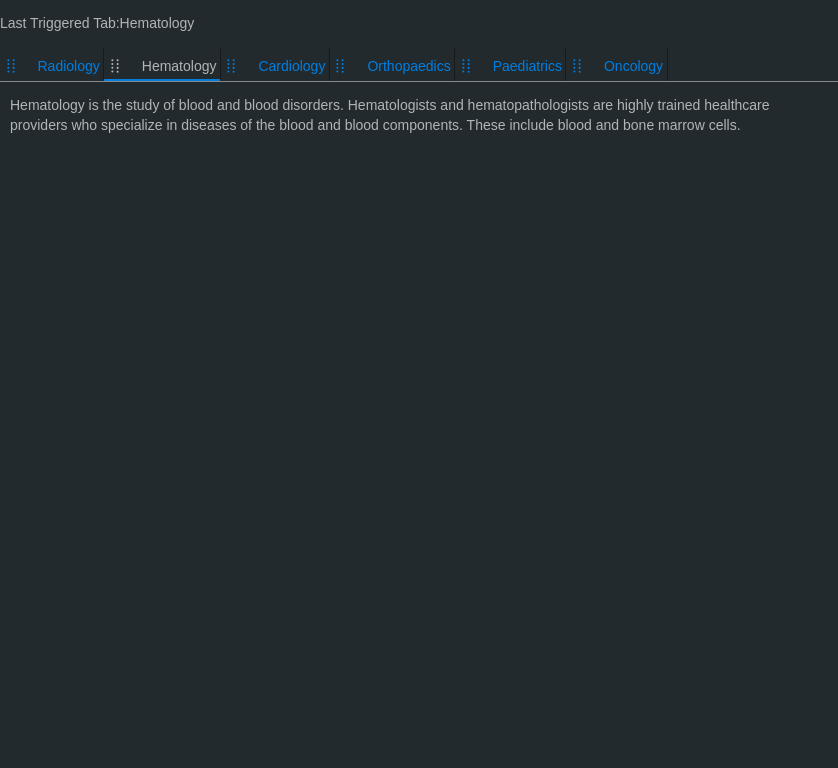 Last Triggered Tab:Hematology
Radiology Hematology Cardiology Orthopaedics Paediatrics Oncology
Hematology is the study of blood and blood disorders. Hematologists and hematopathologists are highly trained healthcare
providers who specialize in diseases of the blood and blood components. These include blood and bone marrow cells.